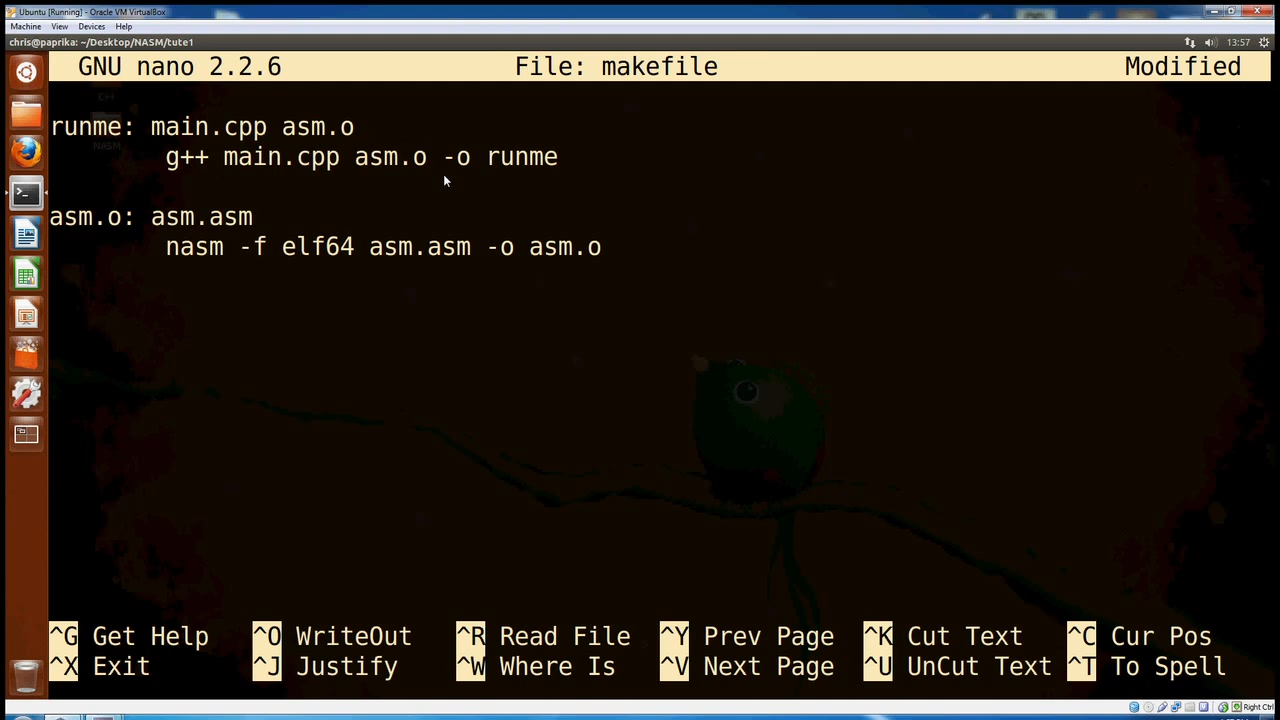 Ubuntu [Running] - Oracle VM VirtualBox
Machine View Devices Help
chris@paprika: ~/Desktop/NASM/tute1 13:57
GNU nano 2.2.6 File: makefile Modified
runme: main.cpp asm.o
g++ main.cpp asm.o -o runme
asm.o: asm.asm
nasm -f elf64 asm.asm -o asm.o
^G Get Help ^O WriteOut ^R Read File ^Y Prev Page ^K Cut Text ^C Cur Pos
^X Exit ^J Justify ^W Where Is ^V Next Page ^U UnCut Text ^T To Spell
Right Ctrl